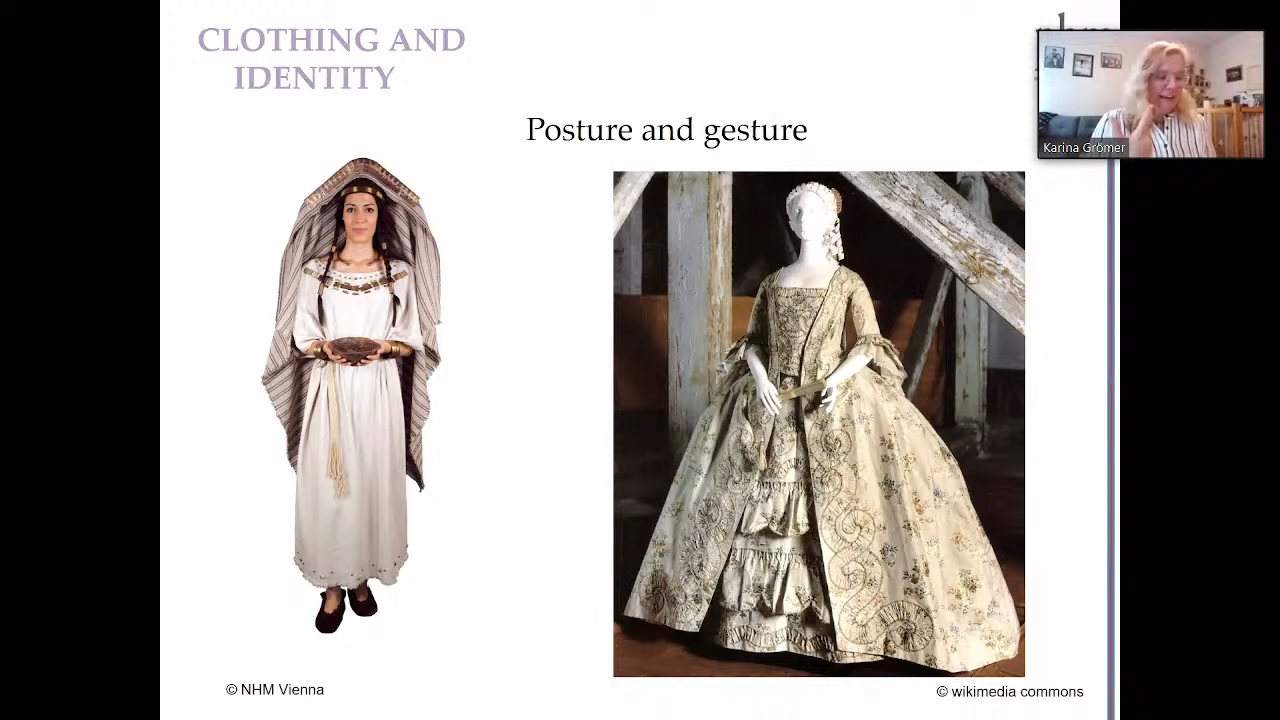 CLOTHING AND
IDENTITY
Posture and gesture
Karina Grömer
© NHM Vienna
© wikimedia commons